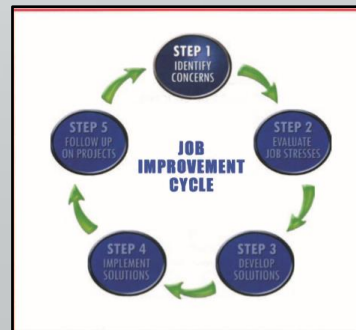 STEP 1
IDENTIFY
CONCERNS
STEP 2
EVALUATE
JOB STRESSES
STEP 3
DEVELOP
SOLUTIONS
STEP 4
IMPLEMENT
SOLUTIONS
STEP 5
FOLLOW UP
ON PROJECTS
JOB
IMPROVEMENT
CYCLE